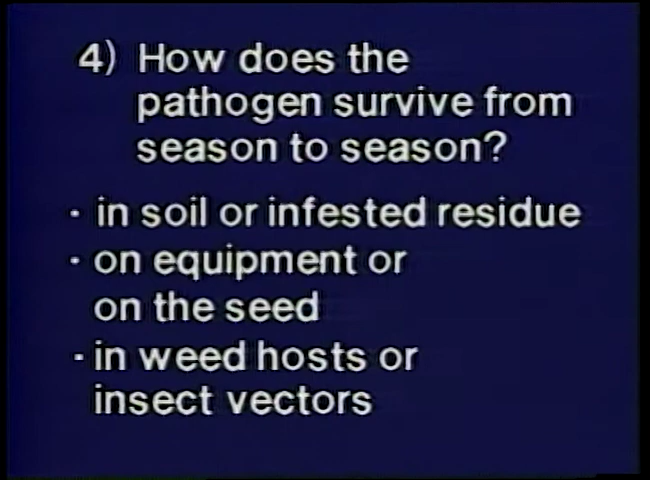 4) How does the
pathogen survive from
season to season?
· in soil or infested residue
· on equipment or
on the seed
· in weed hosts or
insect vectors